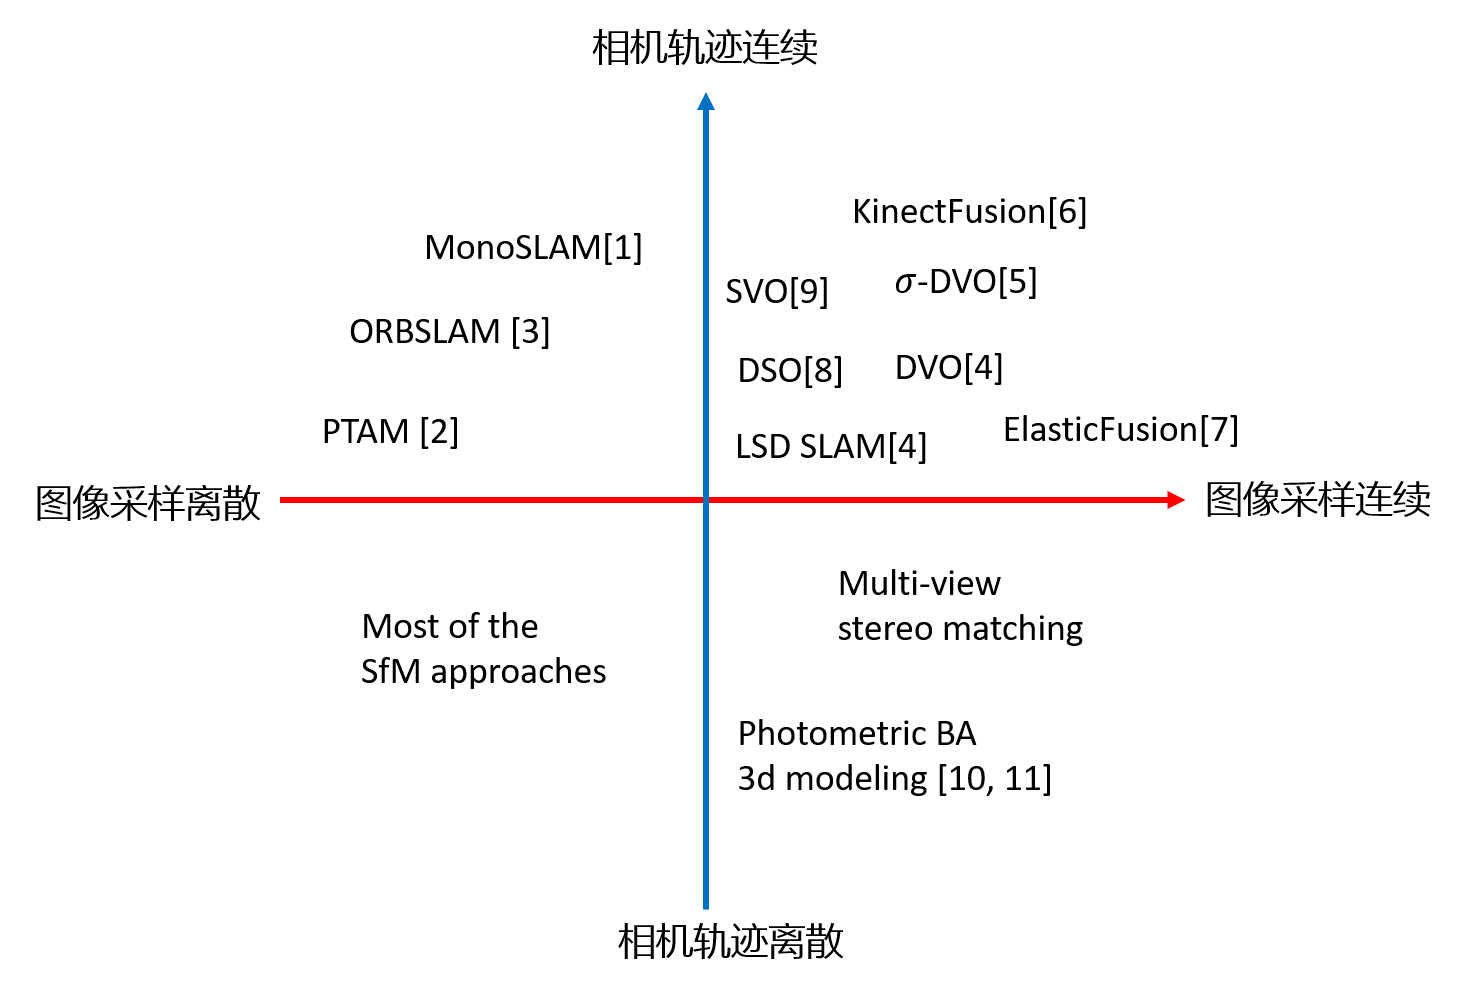 相机轨迹连续
KinectFusion[6]
MonoSLAM[1]
SVO[9]
σ-DVO[5]
ORBSLAM [3]
DSO[8]
DVO[4]
PTAM [2]
LSD SLAM[4]
ElasticFusion[7]
图像采样离散
图像采样连续
Multi-view
stereo matching
Most of the
SfM approaches
Photometric BA
3d modeling [10, 11]
相机轨迹离散